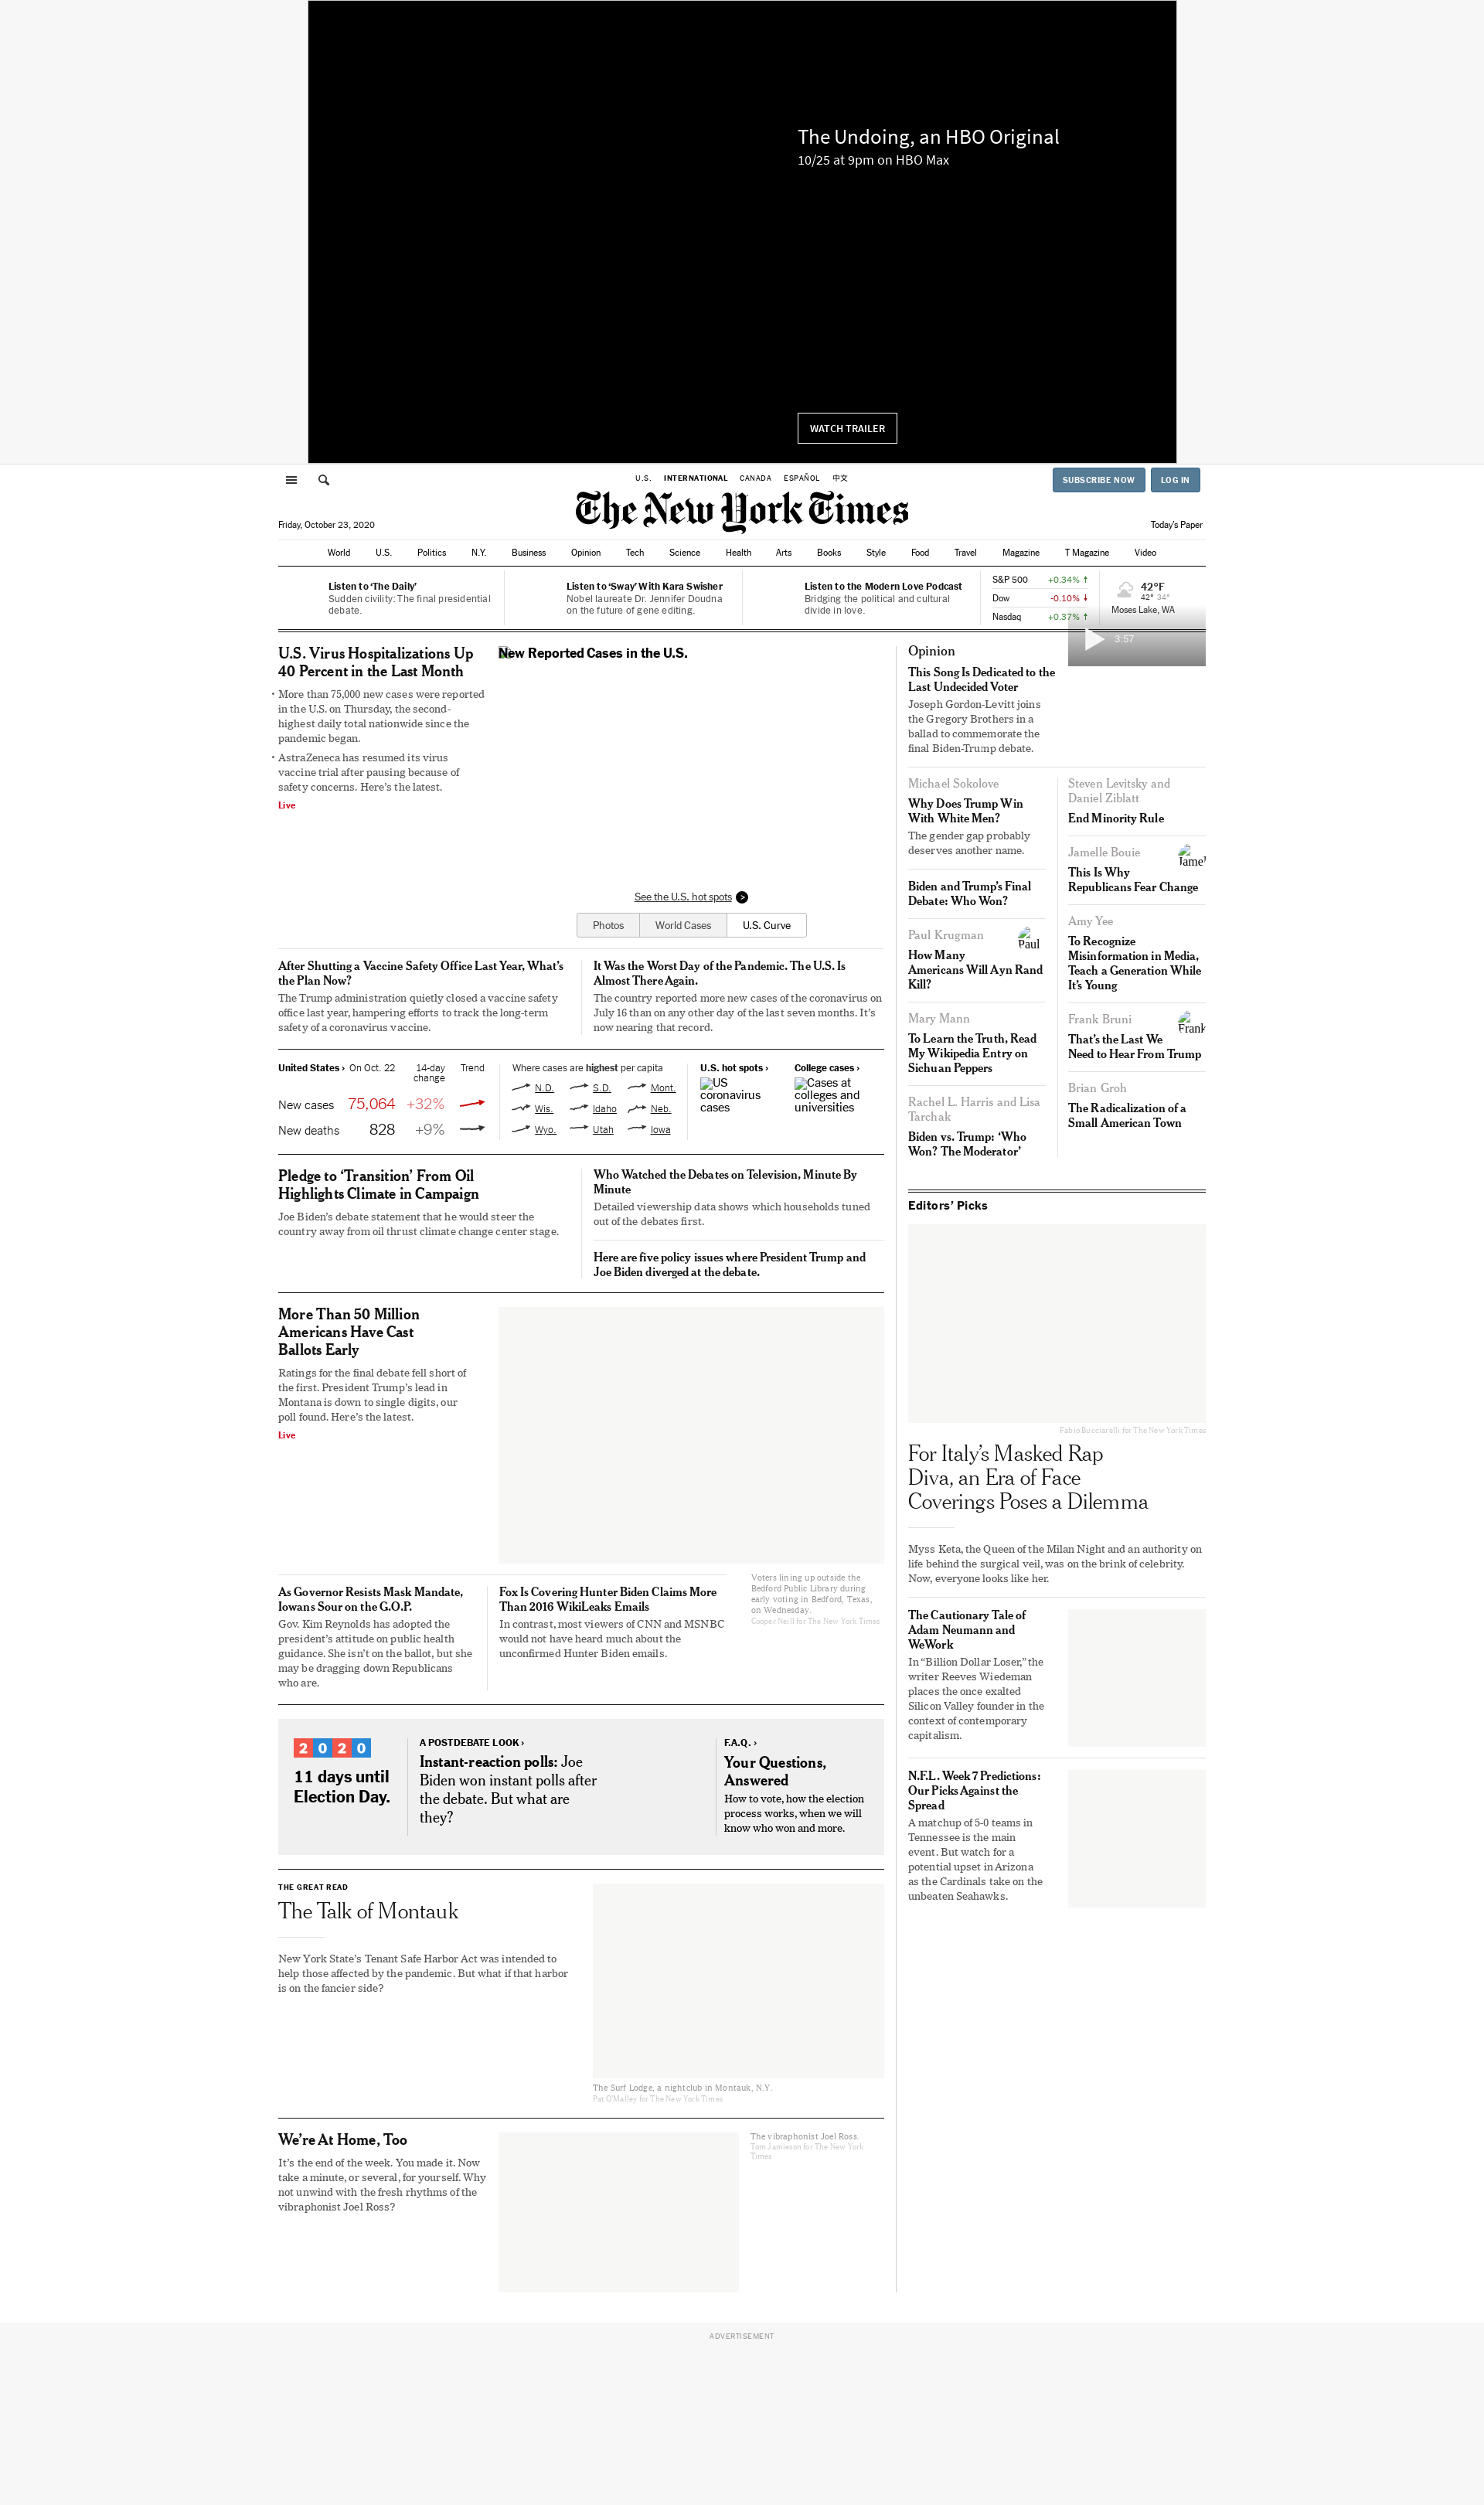 The Undoing, an HBO Original
10/25 at 9pm on HBO Max
WATCH TRAILER
U.S. INTERNATIONAL CANADA ESPAÑOL 中文
SUBSCRIBE NOW LOG IN
The New York Times
Friday, October 23, 2020
Today's Paper
World U.S. Politics N.Y. Business Opinion Tech Science Health Arts Books Style Food Travel Magazine T Magazine Video
Listen to ‘The Daily’
Sudden civility: The final presidential
debate.
Listen to ‘Sway’ With Kara Swisher
Nobel laureate Dr. Jennifer Doudna
on the future of gene editing.
Listen to the Modern Love Podcast
Bridging the political and cultural
divide in love.
S&P 500 +0.34% ↑
Dow -0.10% ↓
Nasdaq +0.37% ↑
42°F
42° 34°
Moses Lake, WA
3:57
U.S. Virus Hospitalizations Up
40 Percent in the Last Month
• More than 75,000 new cases were reported
in the U.S. on Thursday, the second-
highest daily total nationwide since the
pandemic began.
• AstraZeneca has resumed its virus
vaccine trial after pausing because of
safety concerns. Here’s the latest.
Live
New Reported Cases in the U.S.
See the U.S. hot spots >
Photos World Cases U.S. Curve
After Shutting a Vaccine Safety Office Last Year, What’s
the Plan Now?
The Trump administration quietly closed a vaccine safety
office last year, hampering efforts to track the long-term
safety of a coronavirus vaccine.
It Was the Worst Day of the Pandemic. The U.S. Is
Almost There Again.
The country reported more new cases of the coronavirus on
July 16 than on any other day of the last seven months. It’s
now nearing that record.
United States › On Oct. 22 14-day
change Trend
New cases 75,064 +32%
New deaths 828 +9%
Where cases are highest per capita
N.D. S.D. Mont.
Wis. Idaho Neb.
Wyo. Utah Iowa
U.S. hot spots ›
US
coronavirus
cases
College cases ›
Cases at
colleges and
universities
Pledge to ‘Transition’ From Oil
Highlights Climate in Campaign
Joe Biden’s debate statement that he would steer the
country away from oil thrust climate change center stage.
Who Watched the Debates on Television, Minute By
Minute
Detailed viewership data shows which households tuned
out of the debates first.
Here are five policy issues where President Trump and
Joe Biden diverged at the debate.
More Than 50 Million
Americans Have Cast
Ballots Early
Ratings for the final debate fell short of
the first. President Trump’s lead in
Montana is down to single digits, our
poll found. Here’s the latest.
Live
Voters lining up outside the
Bedford Public Library during
early voting in Bedford, Texas,
on Wednesday.
Cooper Neill for The New York Times
As Governor Resists Mask Mandate,
Iowans Sour on the G.O.P.
Gov. Kim Reynolds has adopted the
president’s attitude on public health
guidance. She isn’t on the ballot, but she
may be dragging down Republicans
who are.
Fox Is Covering Hunter Biden Claims More
Than 2016 WikiLeaks Emails
In contrast, most viewers of CNN and MSNBC
would not have heard much about the
unconfirmed Hunter Biden emails.
2020
11 days until
Election Day.
A POSTDEBATE LOOK ›
Instant-reaction polls: Joe
Biden won instant polls after
the debate. But what are
they?
F.A.Q. ›
Your Questions,
Answered
How to vote, how the election
process works, when we will
know who won and more.
THE GREAT READ
The Talk of Montauk
New York State’s Tenant Safe Harbor Act was intended to
help those affected by the pandemic. But what if that harbor
is on the fancier side?
The Surf Lodge, a nightclub in Montauk, N.Y.
Pat O'Malley for The New York Times
We’re At Home, Too
It’s the end of the week. You made it. Now
take a minute, or several, for yourself. Why
not unwind with the fresh rhythms of the
vibraphonist Joel Ross?
The vibraphonist Joel Ross.
Tom Jamieson for The New York
Times
Opinion
This Song Is Dedicated to the
Last Undecided Voter
Joseph Gordon-Levitt joins
the Gregory Brothers in a
ballad to commemorate the
final Biden-Trump debate.
Michael Sokolove
Why Does Trump Win
With White Men?
The gender gap probably
deserves another name.
Biden and Trump’s Final
Debate: Who Won?
Paul Krugman
Paul
How Many
Americans Will Ayn Rand
Kill?
Mary Mann
To Learn the Truth, Read
My Wikipedia Entry on
Sichuan Peppers
Rachel L. Harris and Lisa
Tarchak
Biden vs. Trump: ‘Who
Won? The Moderator’
Steven Levitsky and
Daniel Ziblatt
End Minority Rule
Jamelle Bouie
Jamel
This Is Why
Republicans Fear Change
Amy Yee
To Recognize
Misinformation in Media,
Teach a Generation While
It’s Young
Frank Bruni
Frank
That’s the Last We
Need to Hear From Trump
Brian Groh
The Radicalization of a
Small American Town
Editors’ Picks
Fabio Bucciarelli for The New York Times
For Italy’s Masked Rap
Diva, an Era of Face
Coverings Poses a Dilemma
Myss Keta, the Queen of the Milan Night and an authority on
life behind the surgical veil, was on the brink of celebrity.
Now, everyone looks like her.
The Cautionary Tale of
Adam Neumann and
WeWork
In “Billion Dollar Loser,” the
writer Reeves Wiedeman
places the once exalted
Silicon Valley founder in the
context of contemporary
capitalism.
N.F.L. Week 7 Predictions:
Our Picks Against the
Spread
A matchup of 5-0 teams in
Tennessee is the main
event. But watch for a
potential upset in Arizona
as the Cardinals take on the
unbeaten Seahawks.
ADVERTISEMENT